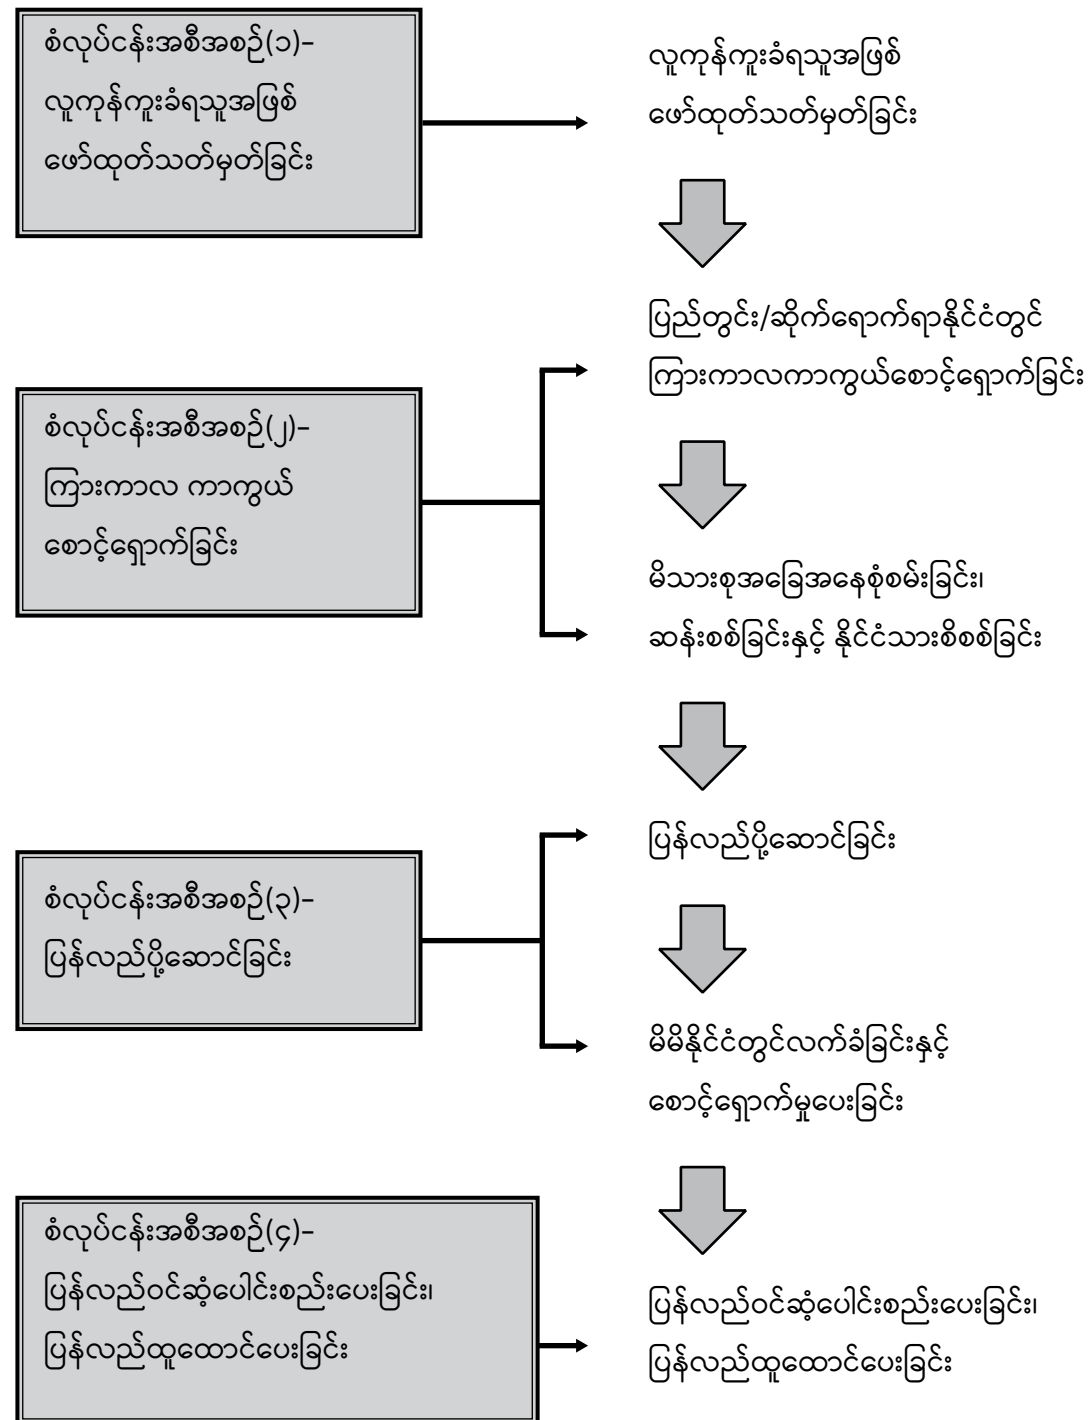 စံလုပ်ငန်းအစီအစဉ်(၁)–
လူကုန်ကူးခံရသူအဖြစ်
ဖော်ထုတ်သတ်မှတ်ခြင်း
လူကုန်ကူးခံရသူအဖြစ်
ဖော်ထုတ်သတ်မှတ်ခြင်း
စံလုပ်ငန်းအစီအစဉ်(၂)–
ကြားကာလ ကာကွယ်
စောင့်ရှောက်ခြင်း
ပြည်တွင်း/ဆိုက်ရောက်ရာနိုင်ငံတွင်
ကြားကာလကာကွယ်စောင့်ရှောက်ခြင်း
မိသားစုအခြေအနေစုံစမ်းခြင်း၊
ဆန်းစစ်ခြင်းနှင့် နိုင်ငံသားစိစစ်ခြင်း
စံလုပ်ငန်းအစီအစဉ်(၃)–
ပြန်လည်ပို့ဆောင်ခြင်း
ပြန်လည်ပို့ဆောင်ခြင်း
မိမိနိုင်ငံတွင်လက်ခံခြင်းနှင့်
စောင့်ရှောက်မှုပေးခြင်း
စံလုပ်ငန်းအစီအစဉ်(၄)–
ပြန်လည်ဝင်ဆံ့ပေါင်းစည်းပေးခြင်း၊
ပြန်လည်ထူထောင်ပေးခြင်း
ပြန်လည်ဝင်ဆံ့ပေါင်းစည်းပေးခြင်း၊
ပြန်လည်ထူထောင်ပေးခြင်း